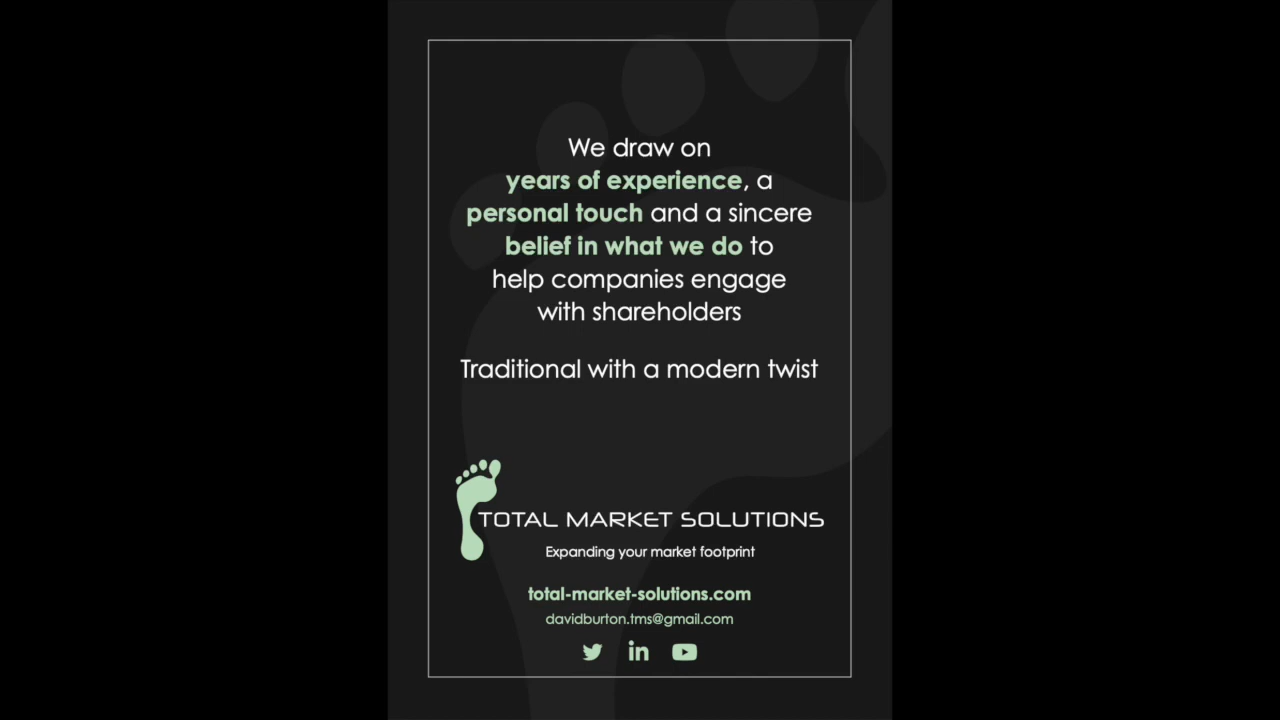 We draw on
years of experience, a
personal touch and a sincere
belief in what we do to
help companies engage
with shareholders
Traditional with a modern twist
TOTAL MARKET SOLUTIONS
Expanding your market footprint
total-market-solutions.com
davidburton.tms@gmail.com
in